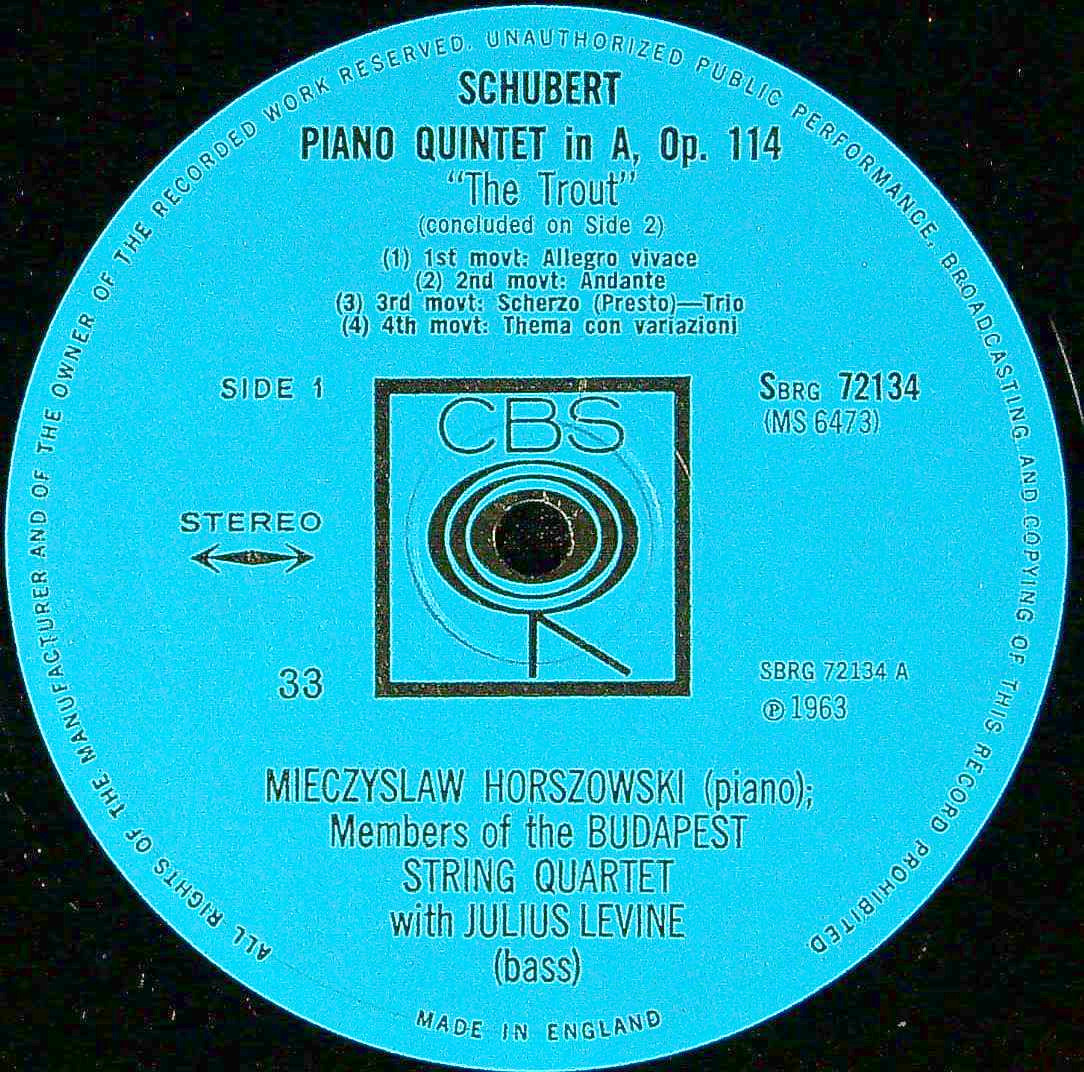 ALL RIGHTS OF THE MANUFACTURER AND OF THE OWNER OF THE RECORDED WORK RESERVED. UNAUTHORIZED PUBLIC PERFORMANCE, BROADCASTING AND COPYING OF THIS RECORD PROHIBITED
SCHUBERT
PIANO QUINTET in A, Op. 114
“The Trout”
(concluded on Side 2)
(1) 1st movt: Allegro vivace
(2) 2nd movt: Andante
(3) 3rd movt: Scherzo (Presto)—Trio
(4) 4th movt: Thema con variazioni
SIDE 1
SBRG 72134
(MS 6473)
CBS
STEREO
33
SBRG 72134 A
℗ 1963
MIECZYSLAW HORSZOWSKI (piano);
Members of the BUDAPEST
STRING QUARTET
with JULIUS LEVINE
(bass)
MADE IN ENGLAND